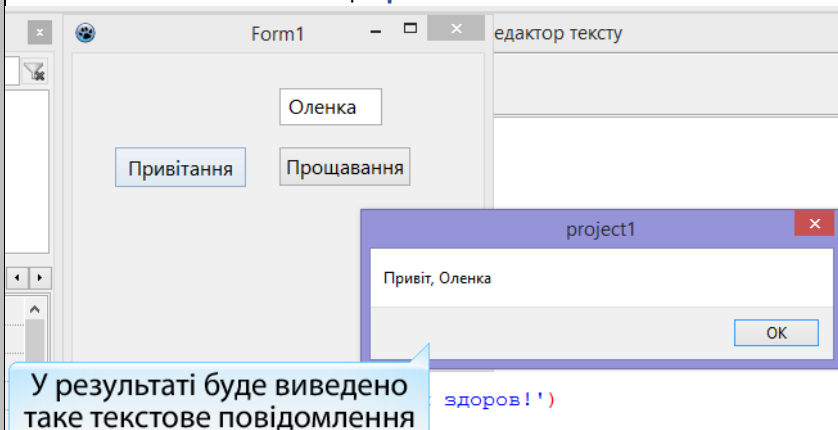 Form1
едактор тексту
Оленка
Привітання
Прощавання
project1
Привіт, Оленка
OK
здоров!')
У результаті буде виведено
таке текстове повідомлення